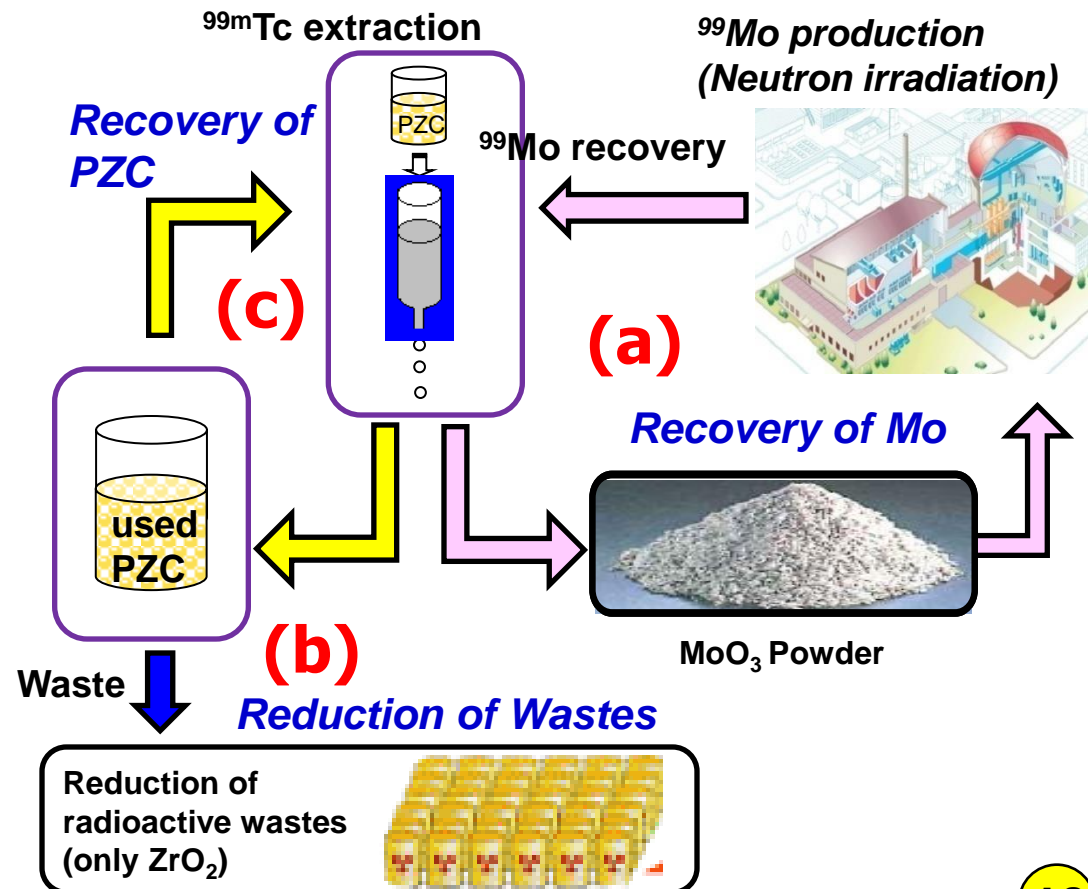 ⁹⁹ᵐTc extraction
⁹⁹Mo production
(Neutron irradiation)
Recovery of
PZC
PZC
⁹⁹Mo recovery
(c)
(a)
Recovery of Mo
used
PZC
MoO₃ Powder
(b)
Waste
Reduction of Wastes
Reduction of
radioactive wastes
(only ZrO₂)